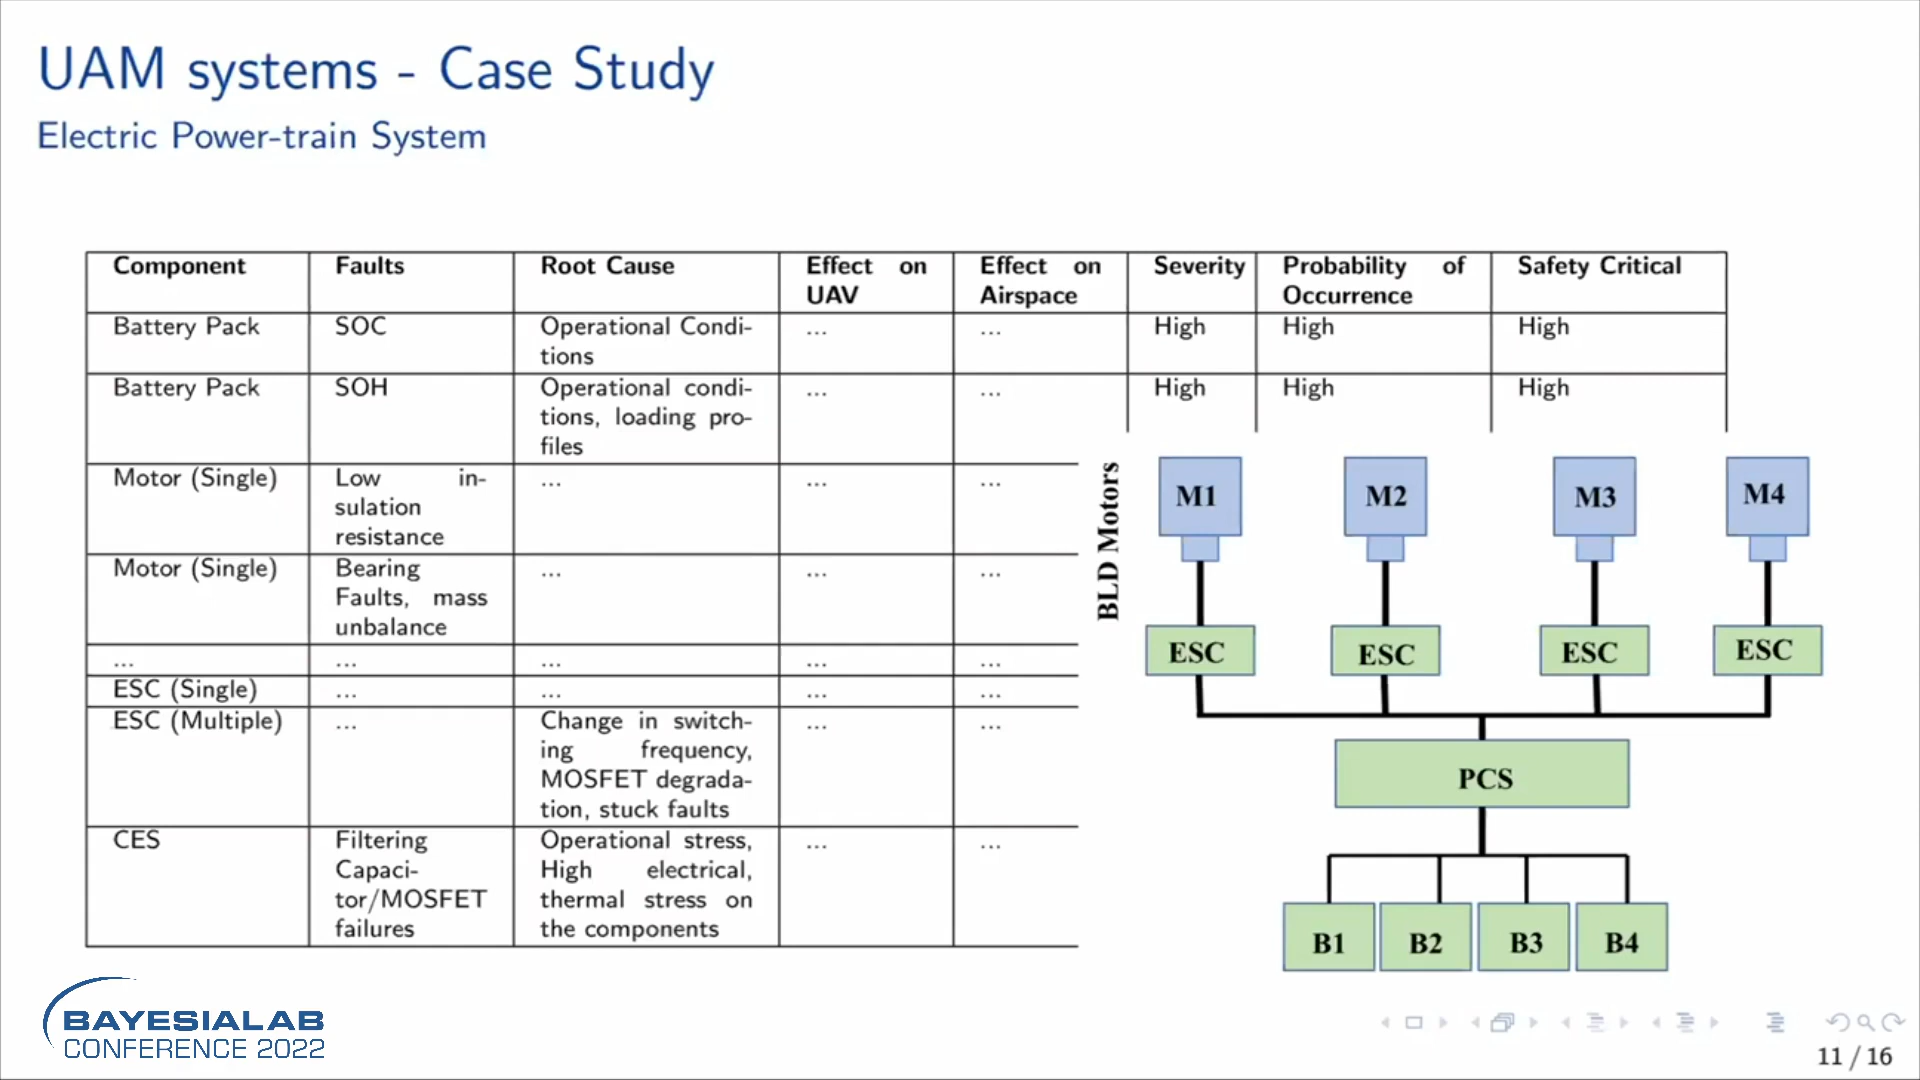 UAM systems - Case Study
Electric Power-train System
Component Faults Root Cause Effect on UAV Effect on Airspace Severity Probability of Occurrence Safety Critical
Battery Pack SOC Operational Condi-
tions ... ... High High High
Battery Pack SOH Operational condi-
tions, loading pro-
files ... ... High High High
Motor (Single) Low in-
sulation
resistance ... ... ...
Motor (Single) Bearing
Faults, mass
unbalance ... ... ...
... ... ... ... ...
ESC (Single) ... ... ... ...
ESC (Multiple) ... Change in switch-
ing frequency,
MOSFET degrada-
tion, stuck faults ... ...
CES Filtering
Capaci-
tor/MOSFET
failures Operational stress,
High electrical,
thermal stress on
the components ... ...
BLD Motors
M1 M2 M3 M4
ESC ESC ESC ESC
PCS
B1 B2 B3 B4
BAYESIALAB
CONFERENCE 2022
11 / 16